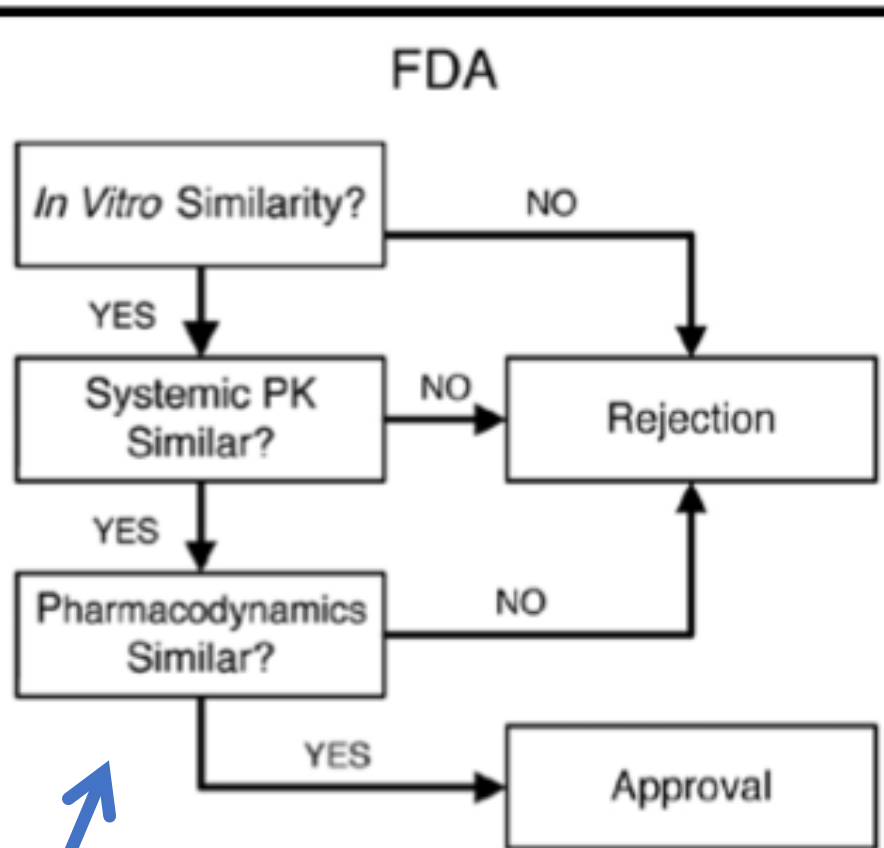 FDA
In Vitro Similarity?
NO
YES
Systemic PK
Similar?
NO
Rejection
YES
Pharmacodynamics
Similar?
NO
YES
Approval